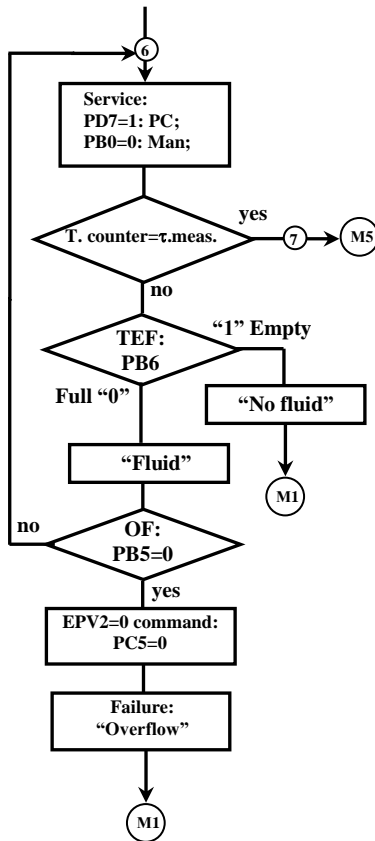 6
Service:
PD7=1: PC;
PB0=0: Man;
T. counter=τ.meas.
yes
7
M5
no
TEF:
PB6
“1” Empty
Full “0”
“No fluid”
M1
“Fluid”
no
OF:
PB5=0
yes
EPV2=0 command:
PC5=0
Failure:
“Overflow”
M1